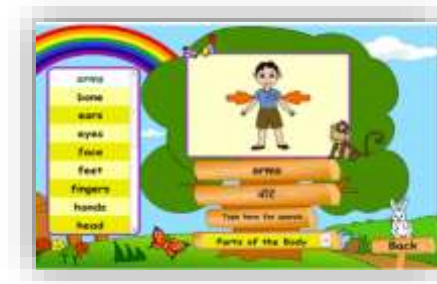 arms
bone
ears
eyes
face
feet
fingers
hands
head
arms
Type here for search
Parts of the Body
Back